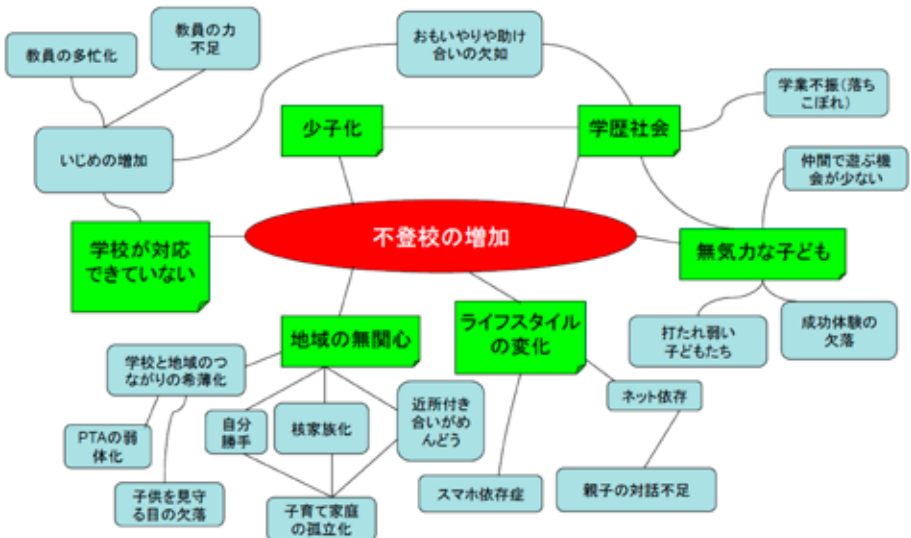 教員の力
不足
教員の多忙化
おもいやりや助け
合いの欠如
学業不振(落ち
こぼれ)
少子化
学歴社会
いじめの増加
仲間で遊ぶ機
会が少ない
不登校の増加
学校が対応
できていない
無気力な子ども
地域の無関心
ライフスタイル
の変化
打たれ弱い
子どもたち
成功体験の
欠落
学校と地域のつ
ながりの希薄化
自分
勝手
核家族化
近所付き
合いがめ
んどう
ネット依存
PTAの弱
体化
子供を見守
る目の欠落
子育て家庭
の孤立化
スマホ依存症
親子の対話不足